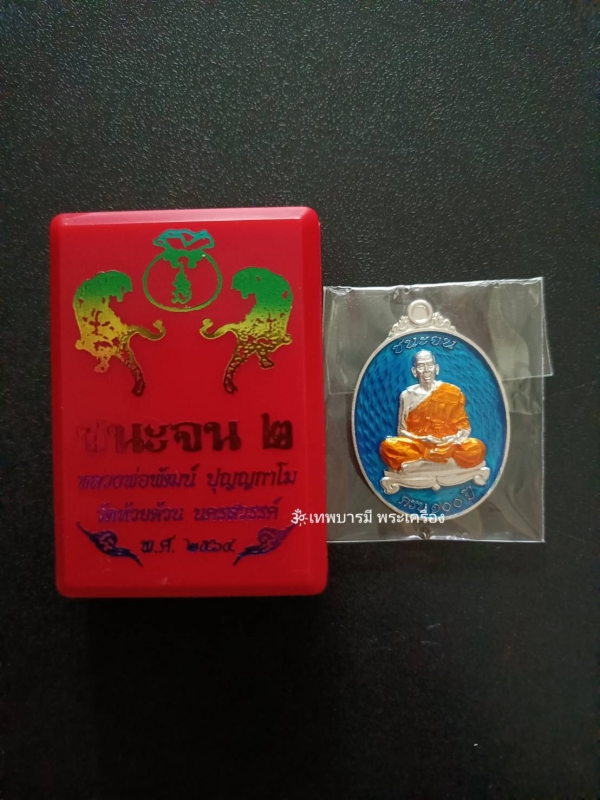 ชนะจน ๒
หลวงพ่อพัฒน์ ปุญญกาโม
วัดห้วยด้วน นครสวรรค์
พ.ศ. ๒๕๖๔
ชนะจน
ครบ ๑๐๐ ปี
เทพบารมี พระเครื่อง